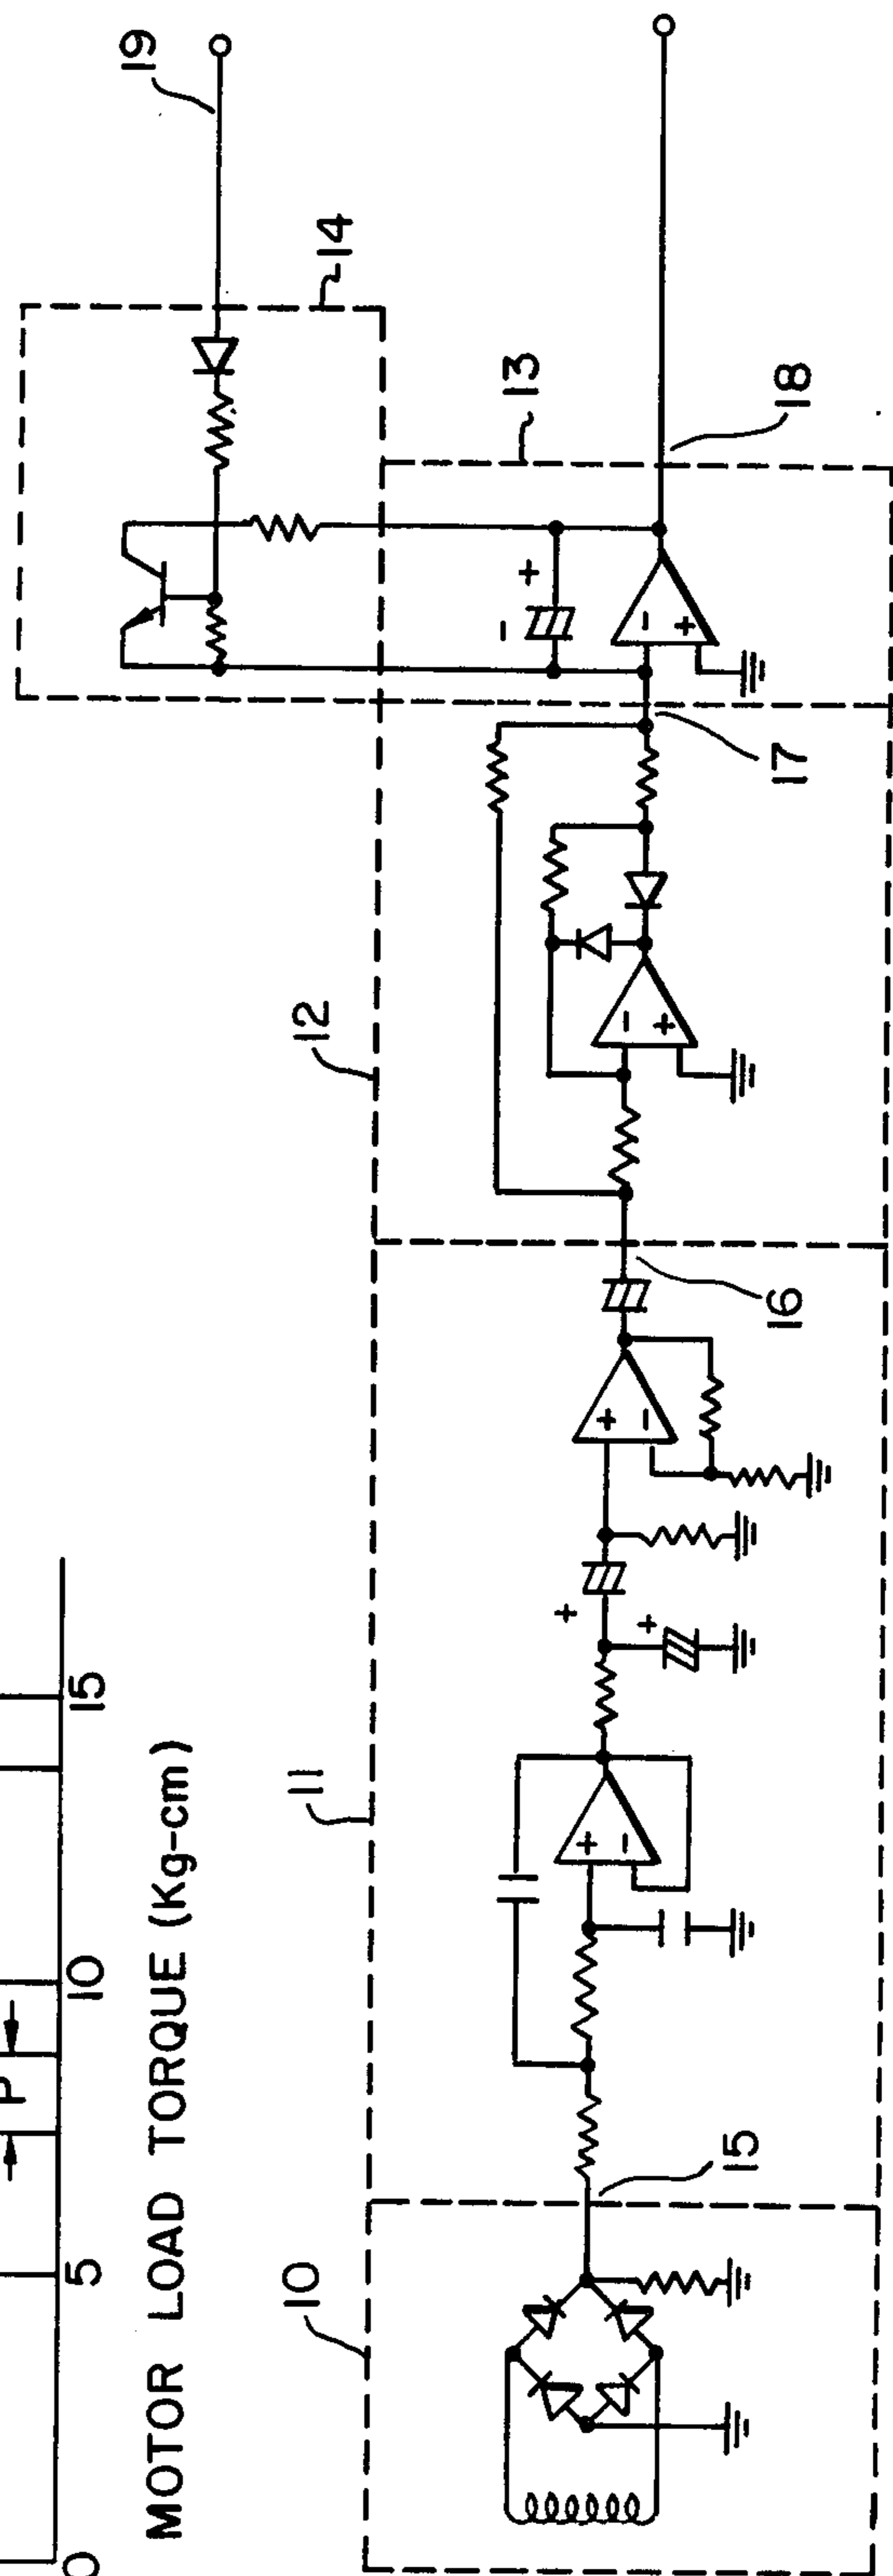 P
0 5 10 15
MOTOR LOAD TORQUE (Kg-cm)
10 11 12 13 14 19
15 16 17 18
+ - + + + - - + - + - +